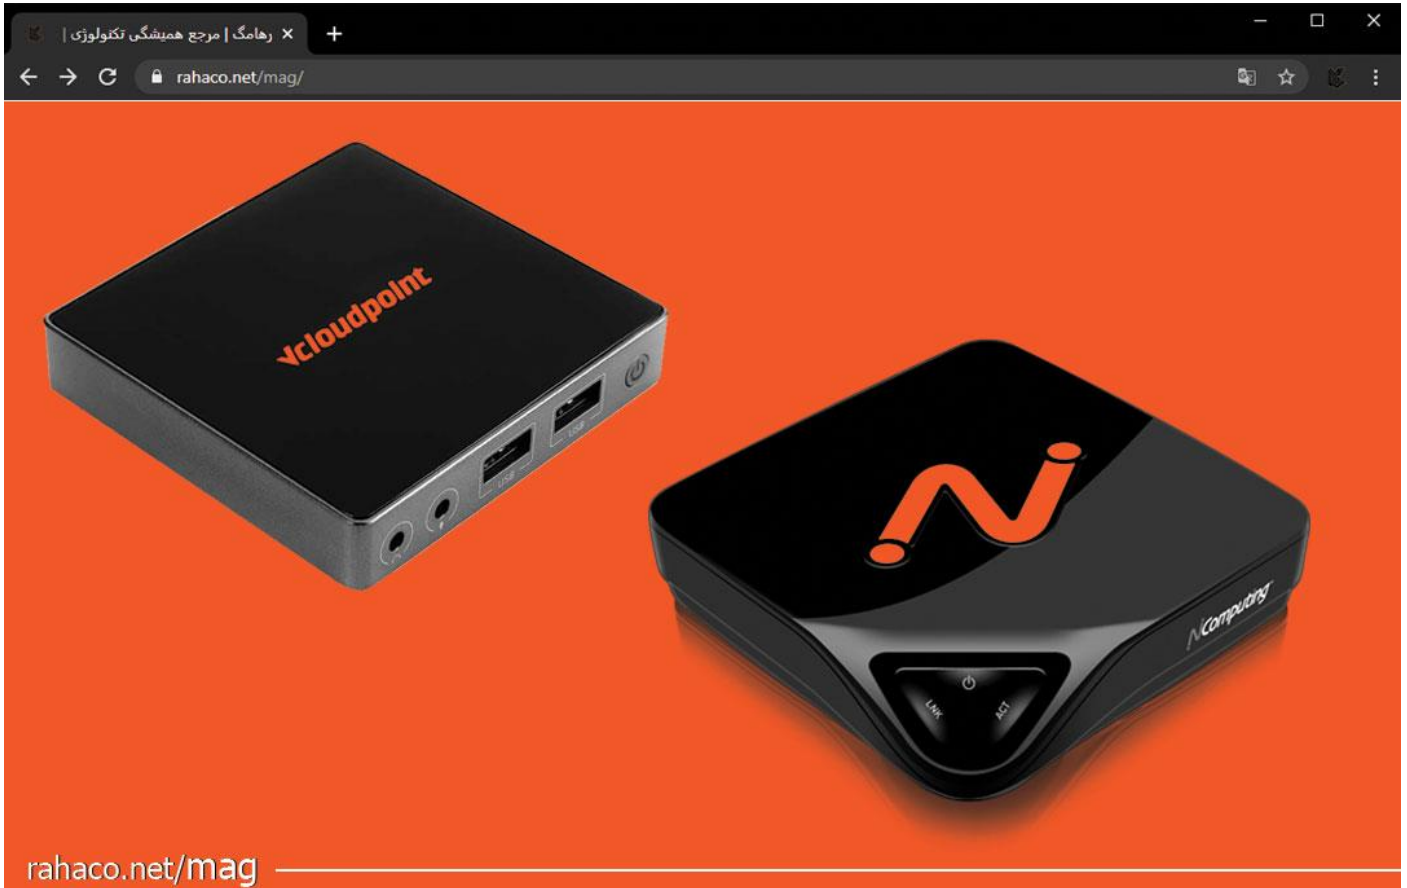 رهامگ | مرجع همیشگی تکنولوژی |
rahaco.net/mag/
Vcloudpoint
USB
USB
Ncomputing
LNK
ACT
rahaco.net/mag